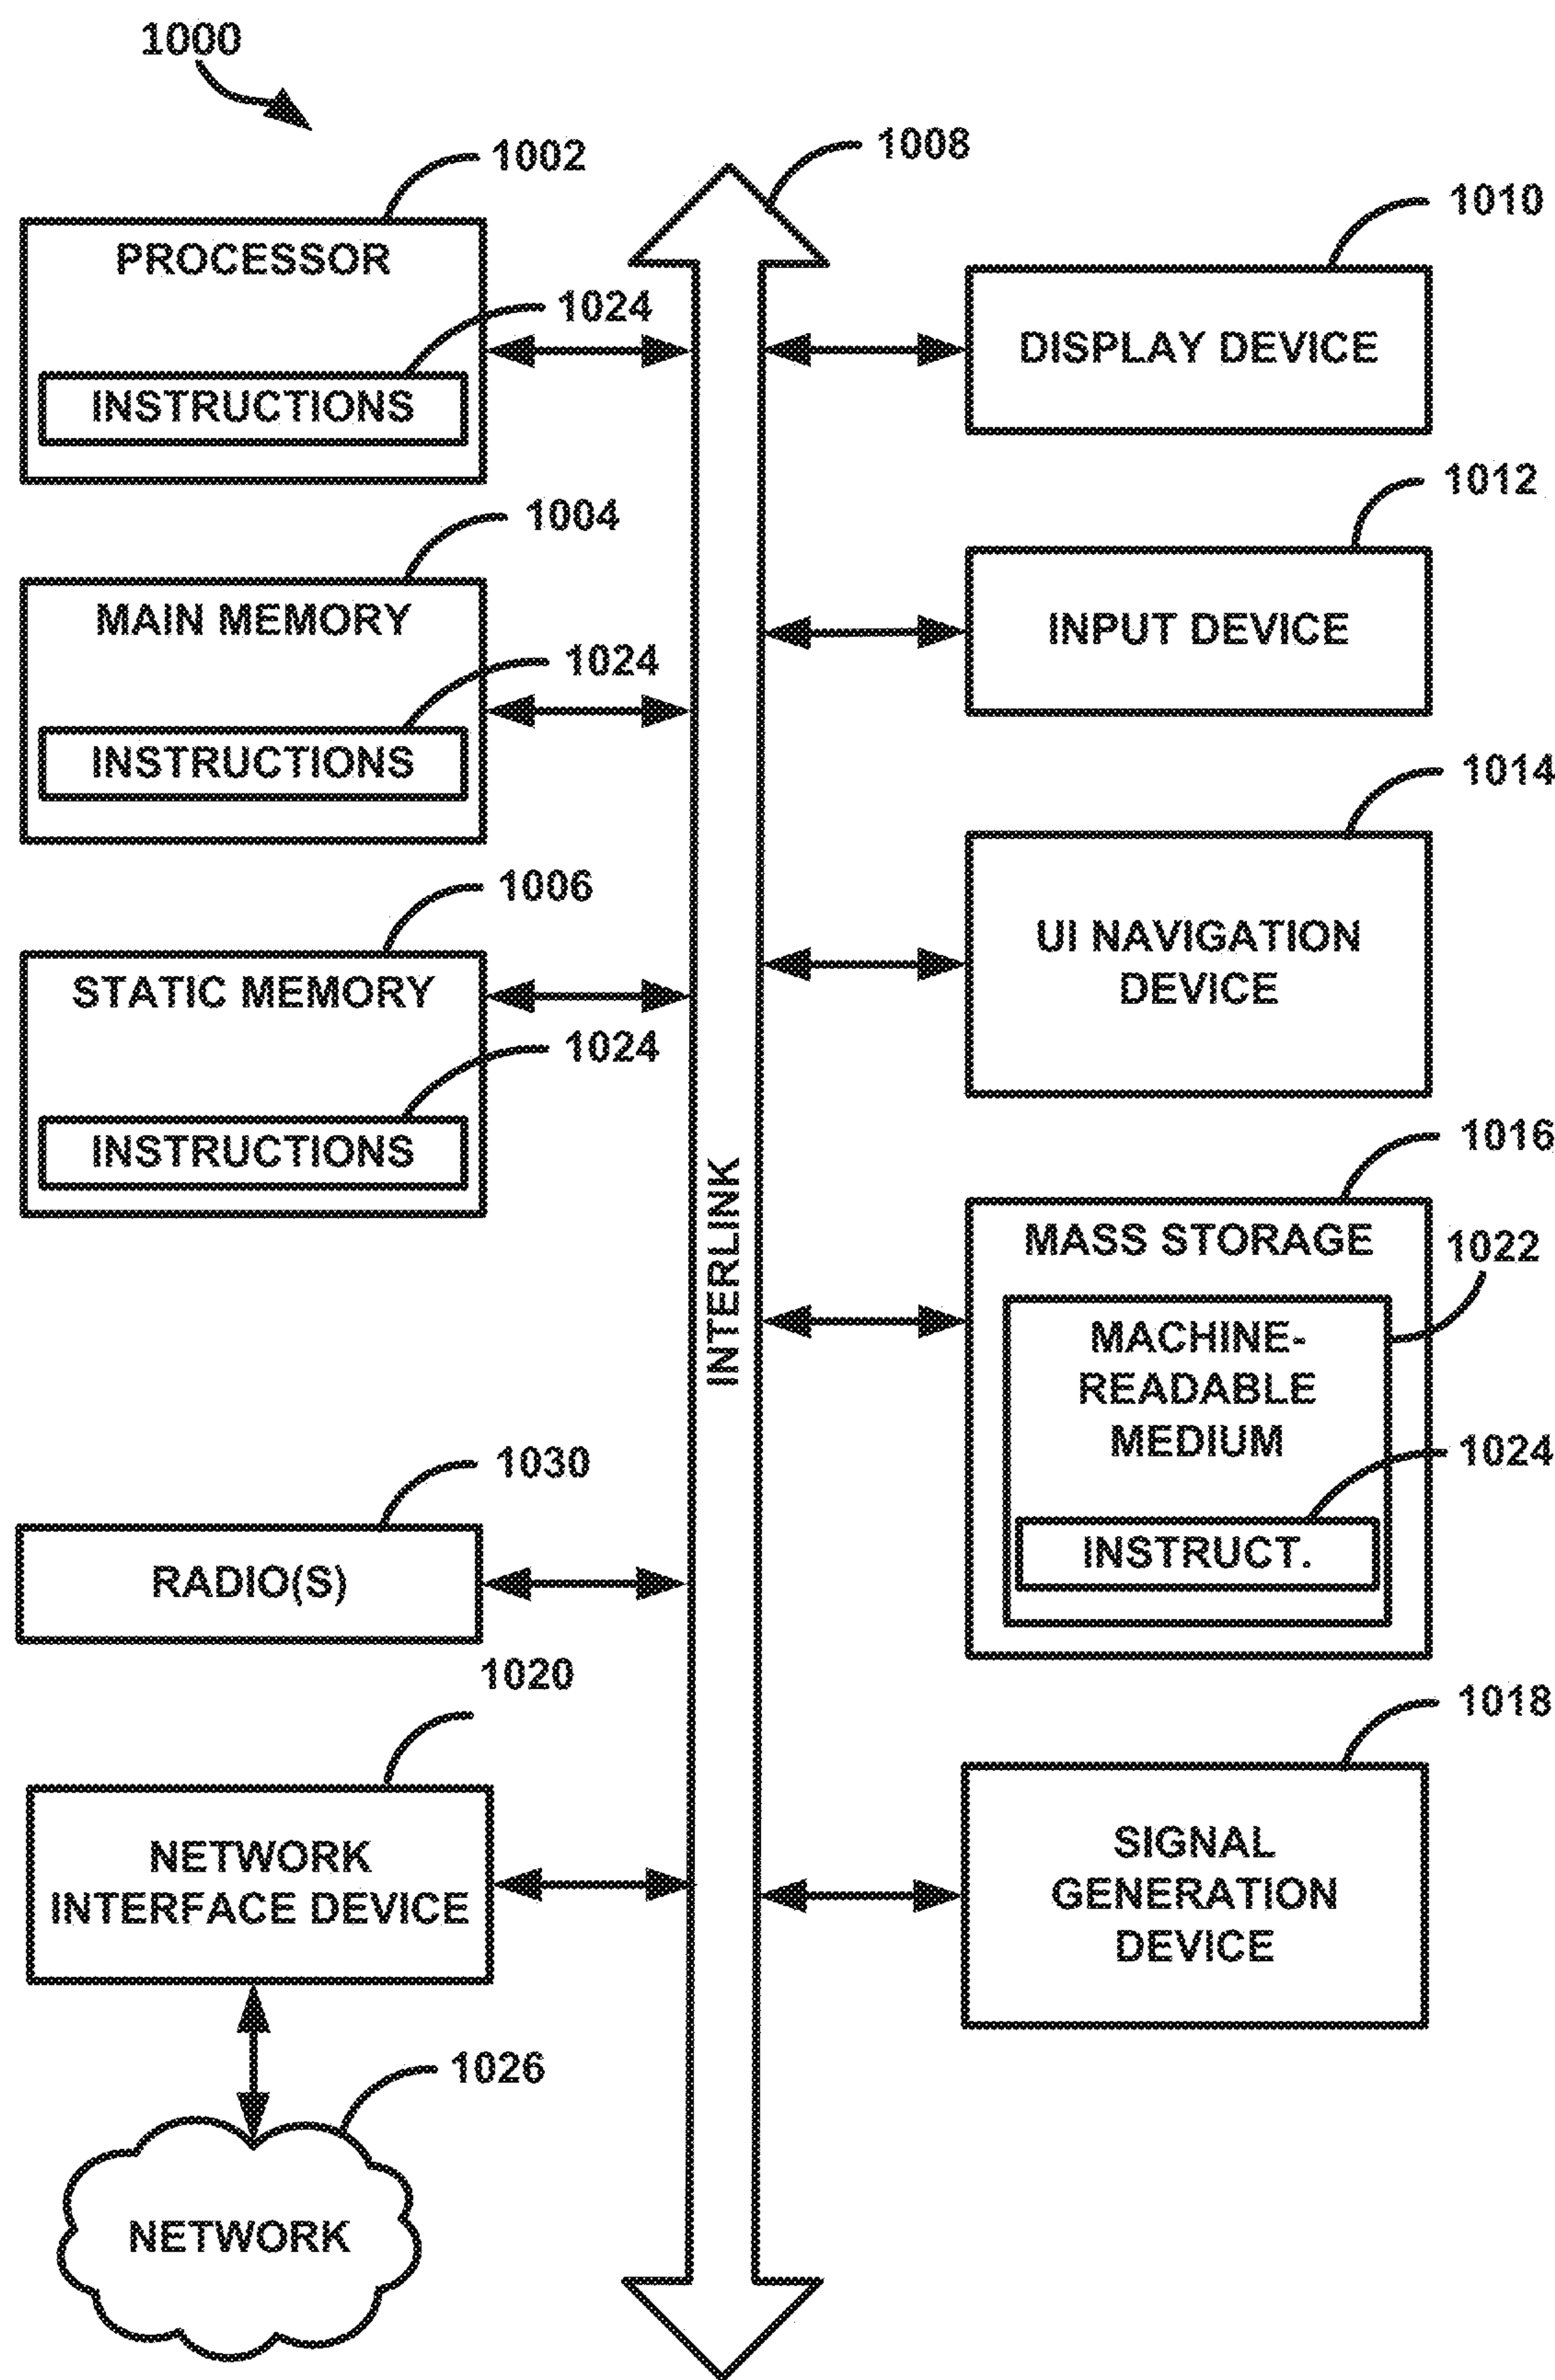 1000
1002
PROCESSOR
1024
INSTRUCTIONS
1004
MAIN MEMORY
1024
INSTRUCTIONS
1006
STATIC MEMORY
1024
INSTRUCTIONS
1030
RADIO(S)
1020
NETWORK
INTERFACE DEVICE
1026
NETWORK
1008
INTERLINK
1010
DISPLAY DEVICE
1012
INPUT DEVICE
1014
UI NAVIGATION
DEVICE
1016
MASS STORAGE
1022
MACHINE-
READABLE
MEDIUM
1024
INSTRUCT.
1018
SIGNAL
GENERATION
DEVICE